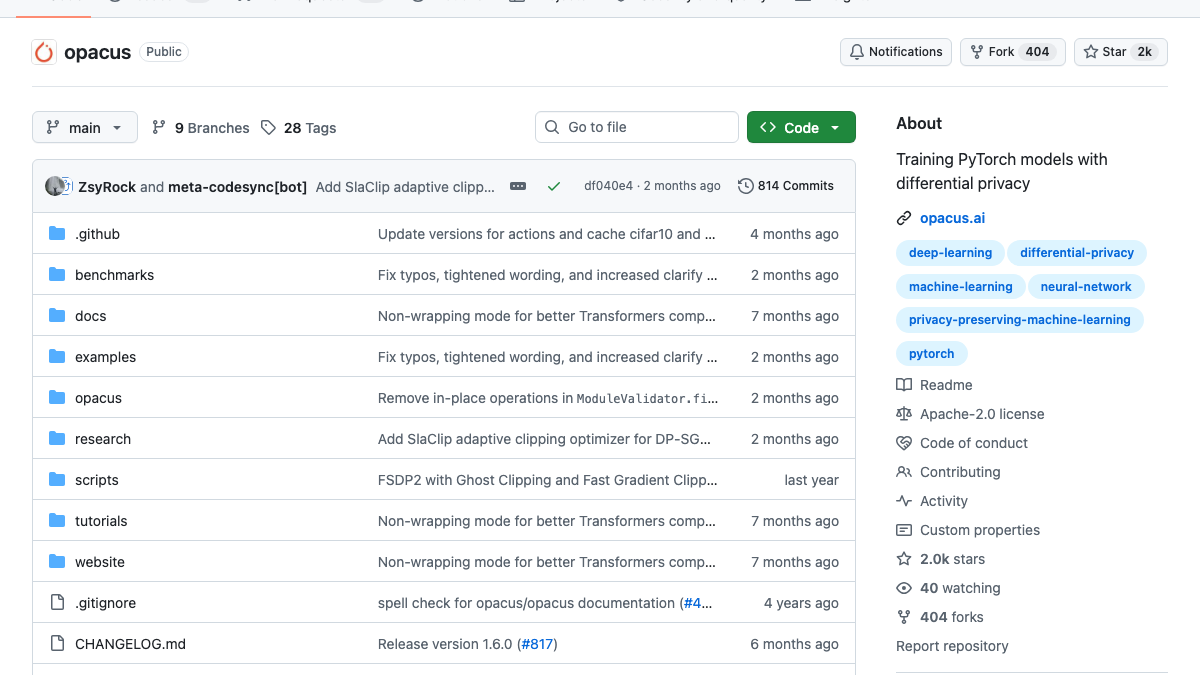 opacus Public Notifications Fork 404 Star 2k
main 9 Branches 28 Tags Go to file Code
ZsyRock and meta-codesync[bot] Add SlaClip adaptive clipp... df040e4 · 2 months ago 814 Commits
.github Update versions for actions and cache cifar10 and ... 4 months ago
benchmarks Fix typos, tightened wording, and increased clarify ... 2 months ago
docs Non-wrapping mode for better Transformers comp... 7 months ago
examples Fix typos, tightened wording, and increased clarify ... 2 months ago
opacus Remove in-place operations in ModuleValidator.fi... 2 months ago
research Add SlaClip adaptive clipping optimizer for DP-SG... 2 months ago
scripts FSDP2 with Ghost Clipping and Fast Gradient Clipp... last year
tutorials Non-wrapping mode for better Transformers comp... 7 months ago
website Non-wrapping mode for better Transformers comp... 7 months ago
.gitignore spell check for opacus/opacus documentation (#4... 4 years ago
CHANGELOG.md Release version 1.6.0 (#817) 6 months ago
About
Training PyTorch models with
differential privacy
opacus.ai
deep-learning differential-privacy
machine-learning neural-network
privacy-preserving-machine-learning
pytorch
Readme
Apache-2.0 license
Code of conduct
Contributing
Activity
Custom properties
2.0k stars
40 watching
404 forks
Report repository